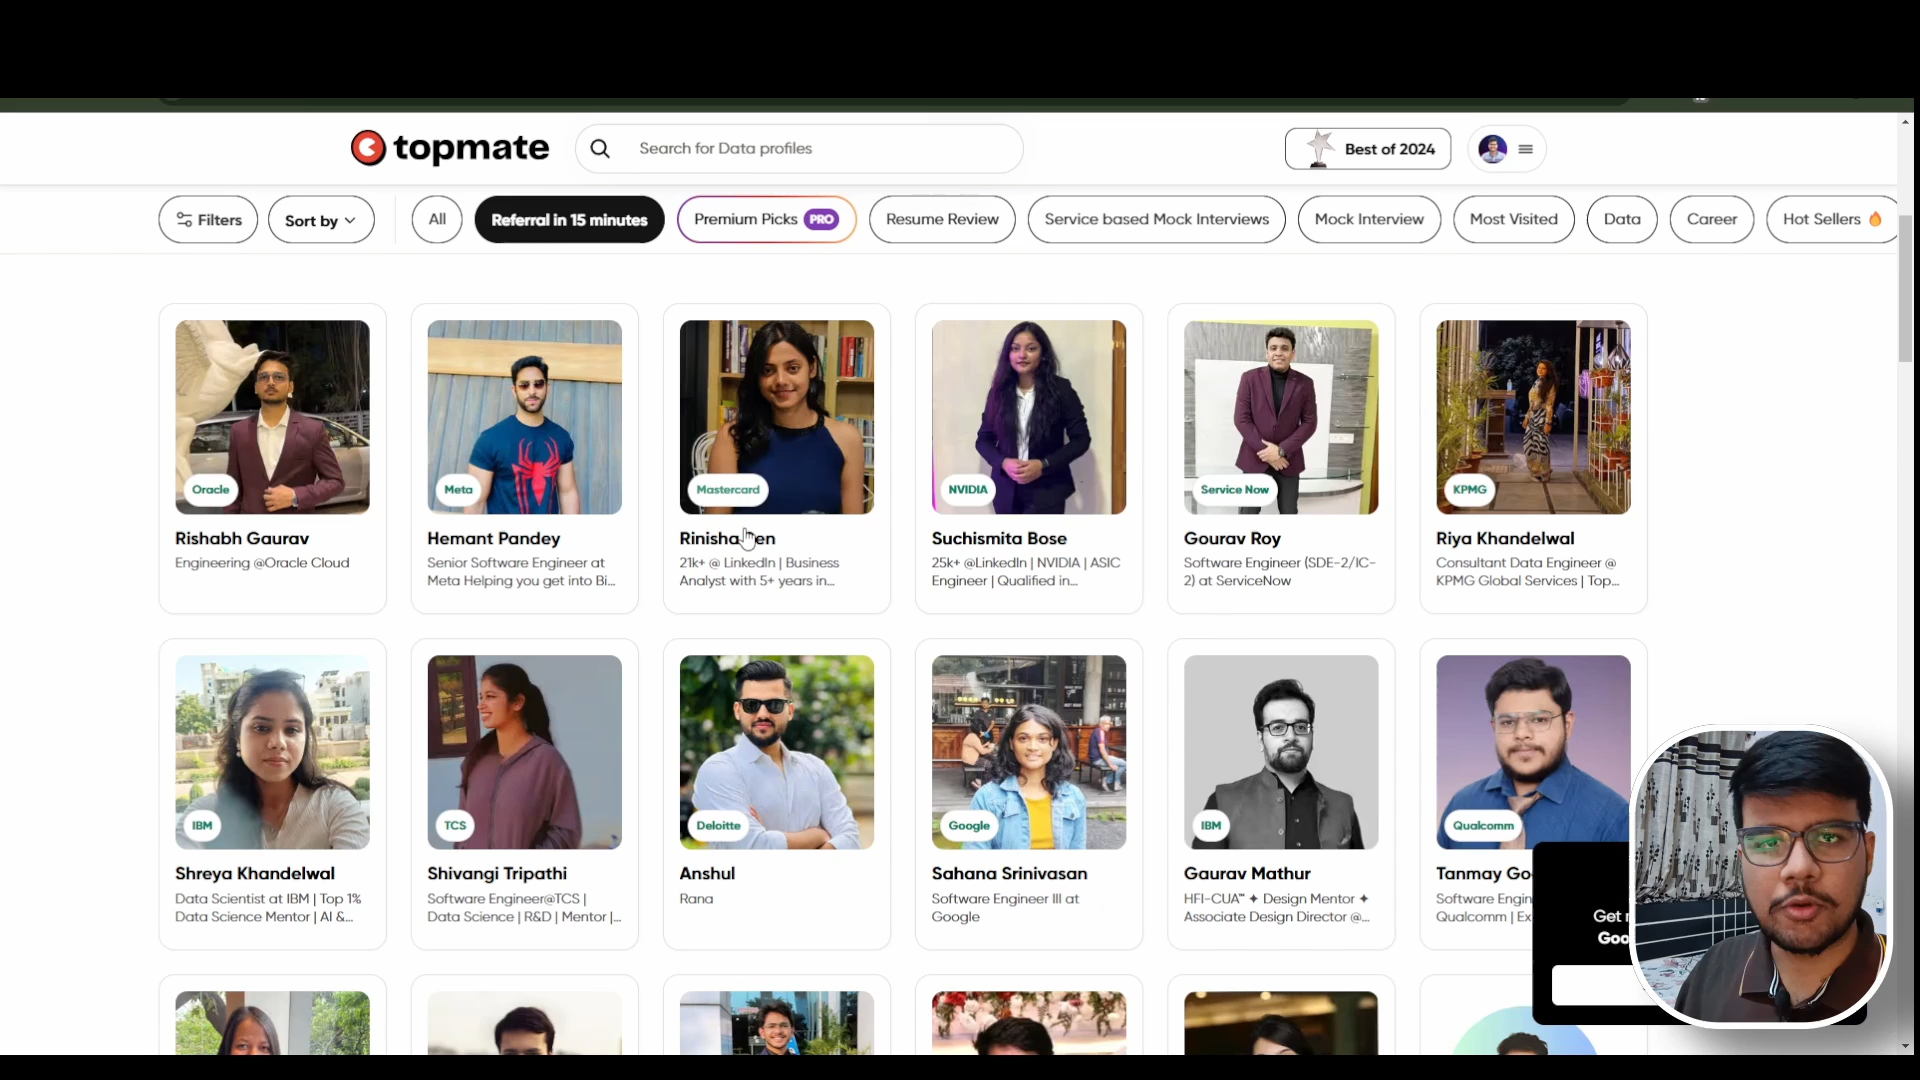 topmate
Search for Data profiles
Best of 2024
Filters
Sort by
All
Referral in 15 minutes
Premium Picks PRO
Resume Review
Service based Mock Interviews
Mock Interview
Most Visited
Data
Career
Hot Sellers
Oracle
Meta
Mastercard
NVIDIA
Service Now
KPMG
Rishabh Gaurav
Engineering @Oracle Cloud
Hemant Pandey
Senior Software Engineer at
Meta Helping you get into Bi...
21k+ @ LinkedIn | Business
Analyst with 5+ years in...
Suchismita Bose
25k+ @LinkedIn | NVIDIA | ASIC
Engineer | Qualified in...
Gourav Roy
Software Engineer (SDE-2/IC-
2) at ServiceNow
Riya Khandelwal
Consultant Data Engineer @
KPMG Global Services | Top...
IBM
TCS
Deloitte
Google
IBM
Qualcomm
Shreya Khandelwal
Data Scientist at IBM | Top 1%
Data Science Mentor | AI &...
Shivangi Tripathi
Software Engineer@TCS |
Data Science | R&D | Mentor |...
Anshul
Rana
Sahana Srinivasan
Software Engineer III at
Google
Gaurav Mathur
HFI-CUA™ ✦ Design Mentor ✦
Associate Design Director @...
Tanmay
Software
Qualcomm |
Get